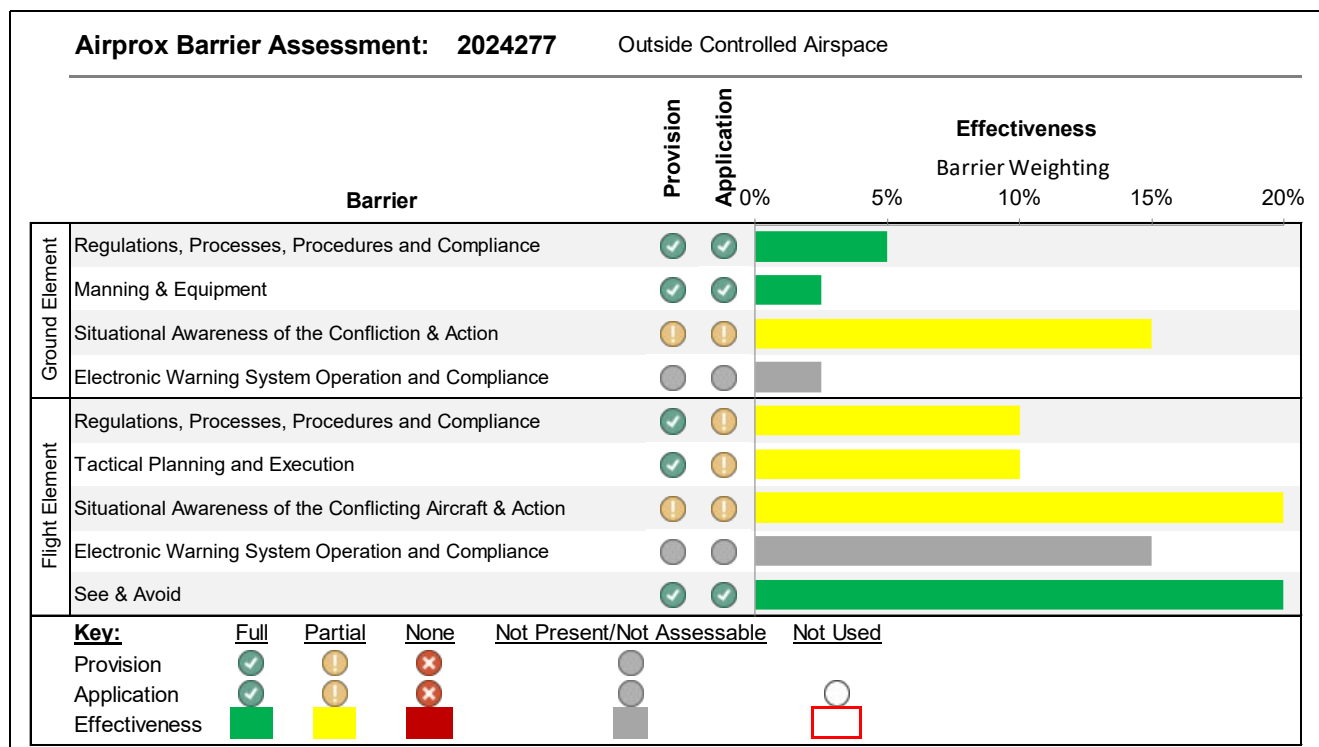 Airprox Barrier Assessment: 2024277 Outside Controlled Airspace
Provision
Application
Effectiveness
Barrier Weighting
Barrier
0% 5% 10% 15% 20%
Ground Element
Regulations, Processes, Procedures and Compliance
Manning & Equipment
Situational Awareness of the Confliction & Action
Electronic Warning System Operation and Compliance
Flight Element
Regulations, Processes, Procedures and Compliance
Tactical Planning and Execution
Situational Awareness of the Conflicting Aircraft & Action
Electronic Warning System Operation and Compliance
See & Avoid
Key: Full Partial None Not Present/Not Assessable Not Used
Provision
Application
Effectiveness